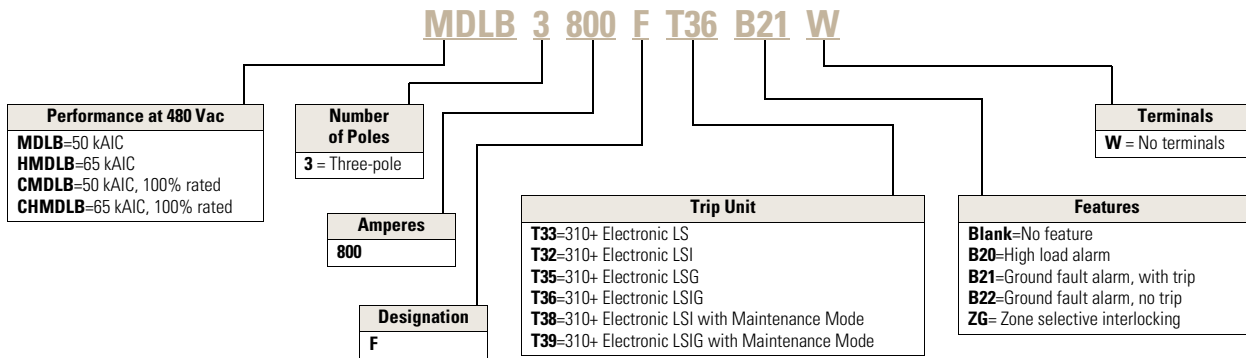 MDLB 3 800 F T36 B21 W
Performance at 480 Vac
MDLB=50 kAIC
HMDLB=65 kAIC
CMDLB=50 kAIC, 100% rated
CHMDLB=65 kAIC, 100% rated
Number
of Poles
3 = Three-pole
Amperes
800
Designation
F
Trip Unit
T33=310+ Electronic LS
T32=310+ Electronic LSI
T35=310+ Electronic LSG
T36=310+ Electronic LSIG
T38=310+ Electronic LSI with Maintenance Mode
T39=310+ Electronic LSIG with Maintenance Mode
Features
Blank=No feature
B20=High load alarm
B21=Ground fault alarm, with trip
B22=Ground fault alarm, no trip
ZG= Zone selective interlocking
Terminals
W = No terminals